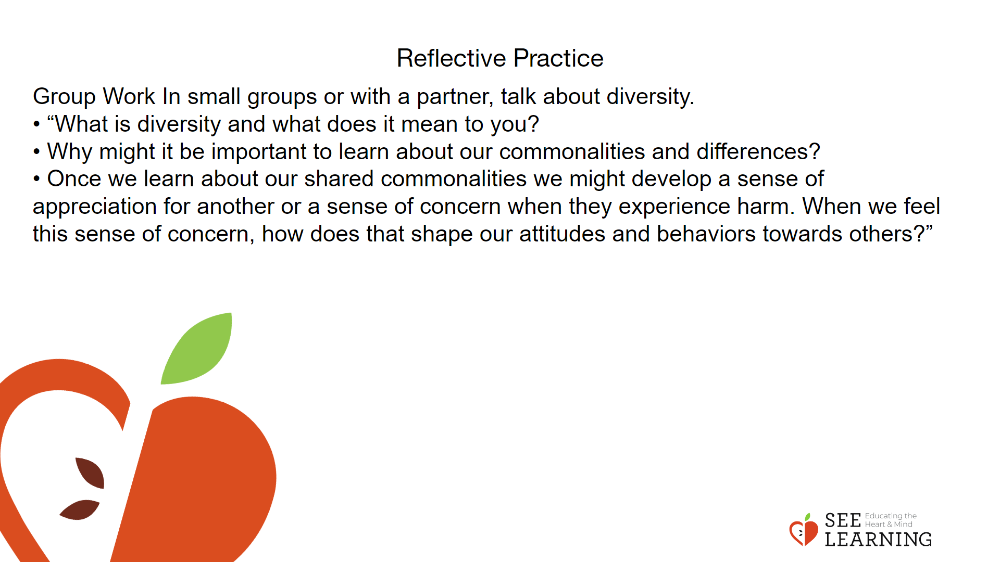 Reflective Practice
Group Work In small groups or with a partner, talk about diversity.
• “What is diversity and what does it mean to you?
• Why might it be important to learn about our commonalities and differences?
• Once we learn about our shared commonalities we might develop a sense of
appreciation for another or a sense of concern when they experience harm. When we feel
this sense of concern, how does that shape our attitudes and behaviors towards others?”
SEE Educating the
Heart & Mind
LEARNING